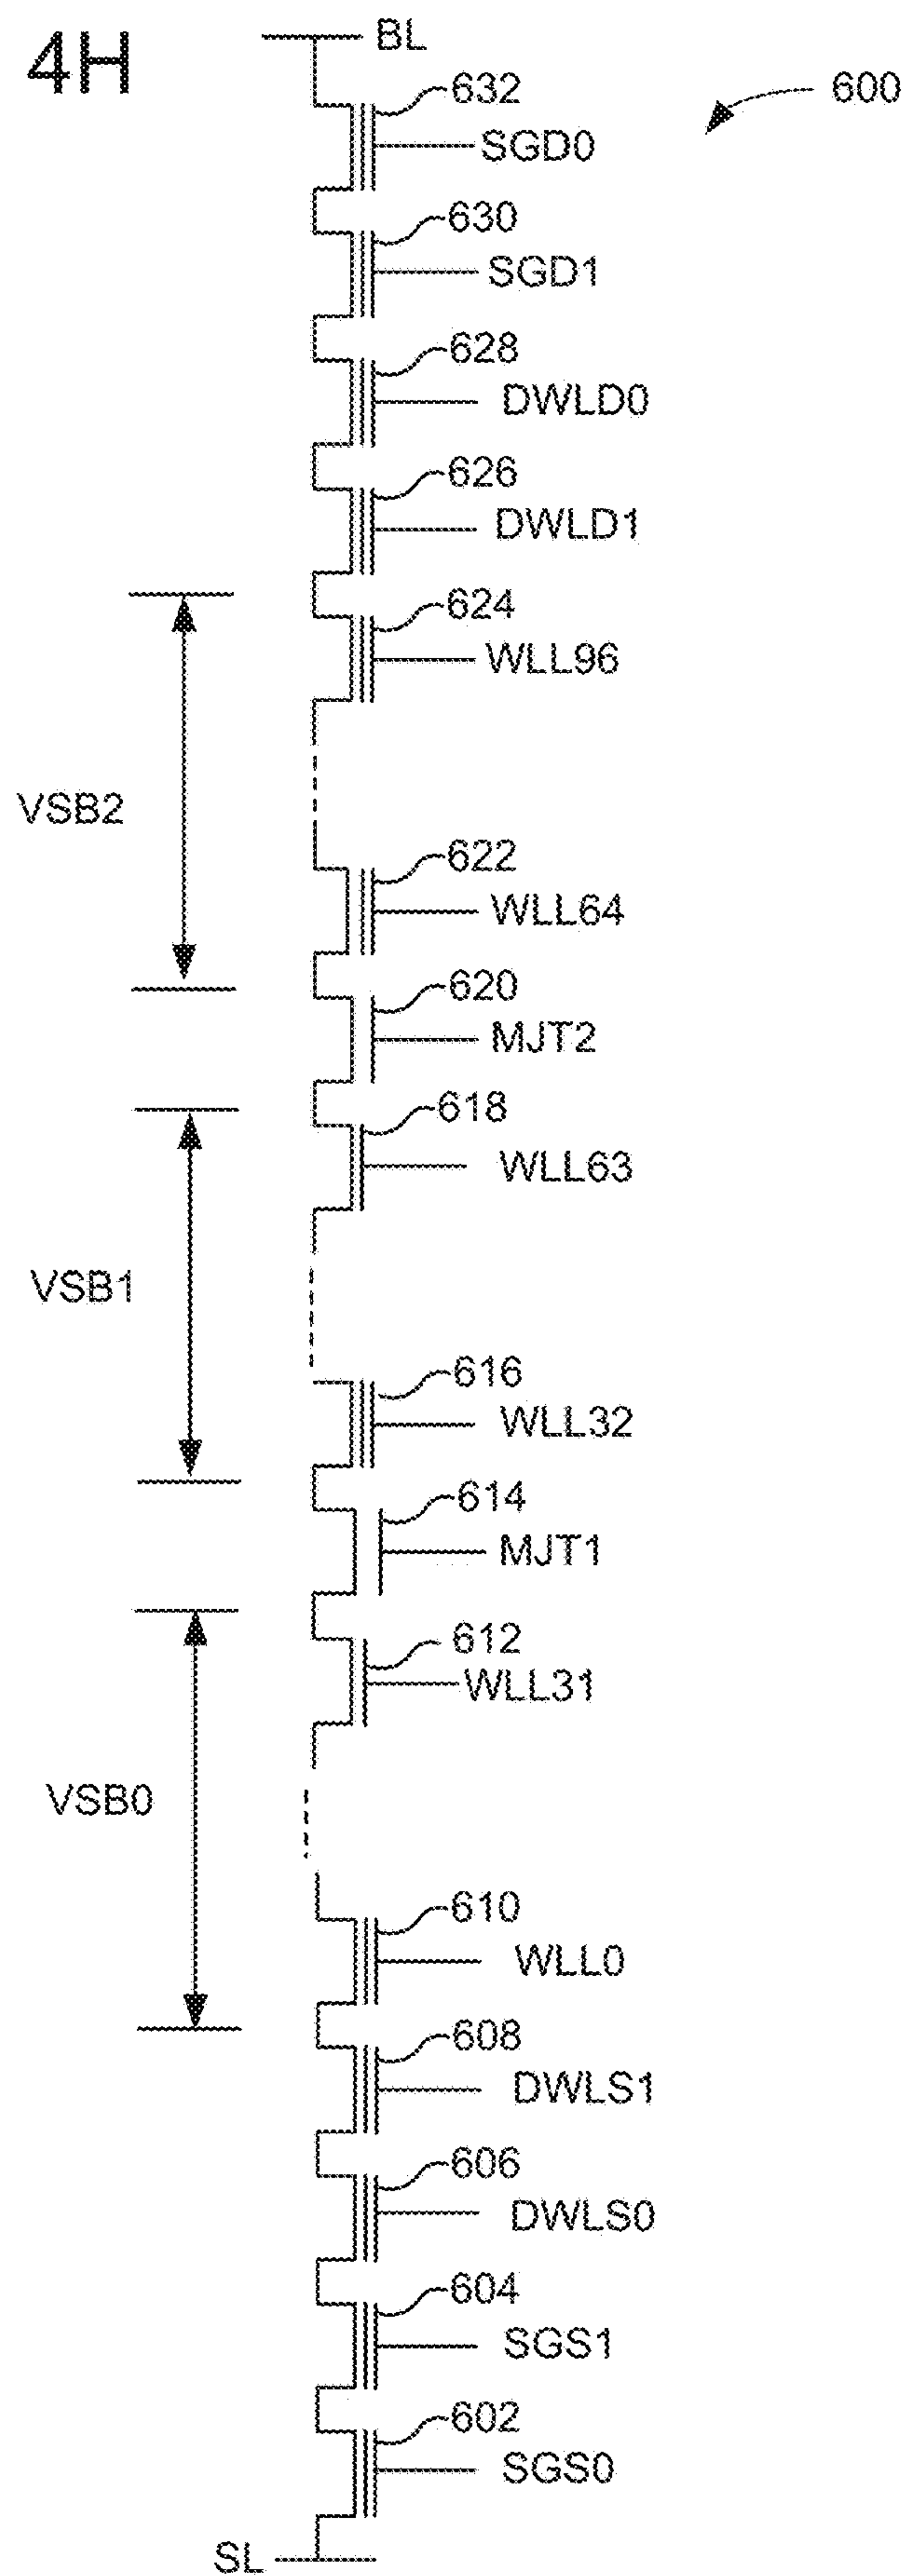 4H
BL
632
600
SGD0
630
SGD1
628
DWLD0
626
DWLD1
624
WLL96
VSB2
622
WLL64
620
MJT2
618
WLL63
VSB1
616
WLL32
614
MJT1
612
WLL31
VSB0
610
WLL0
608
DWLS1
606
DWLS0
604
SGS1
602
SGS0
SL